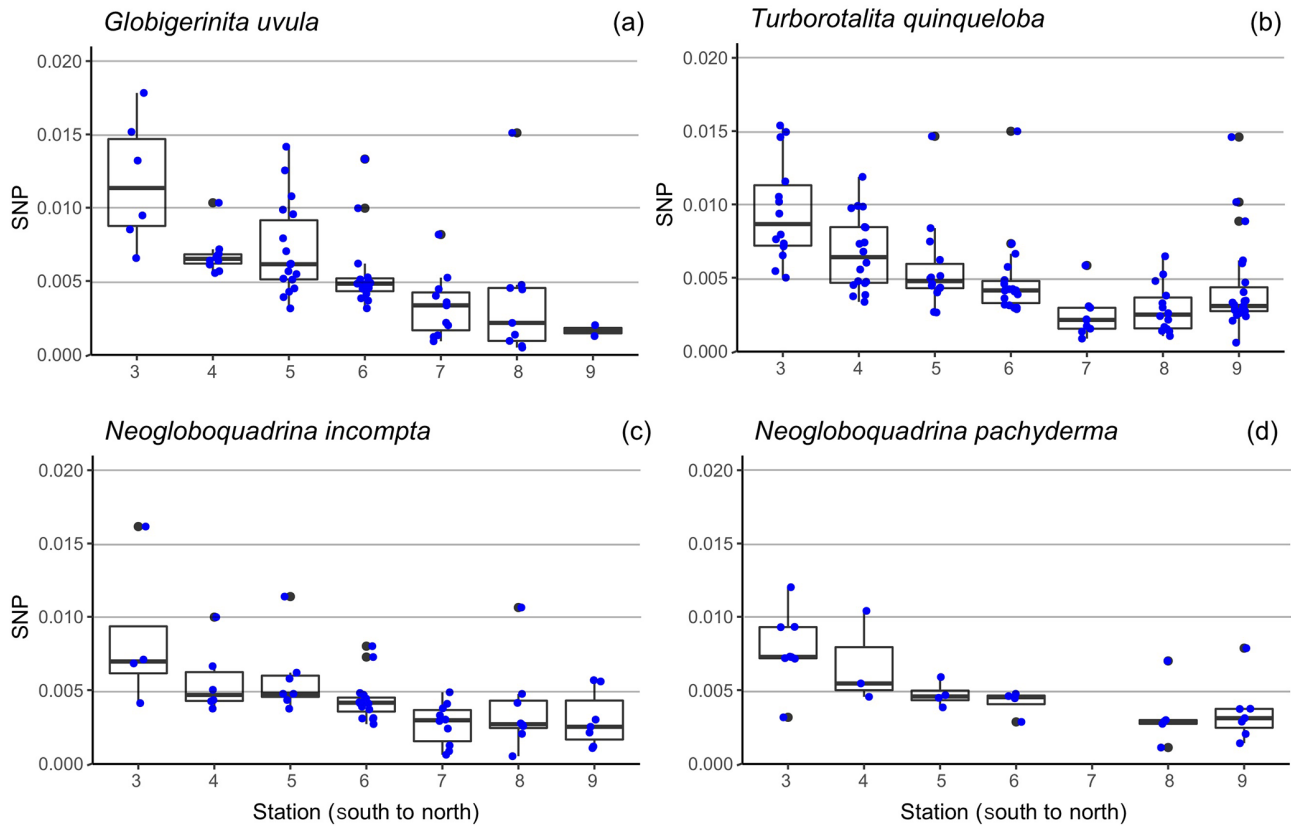 Globigerinita uvula (a)
SNP
0.020
0.015
0.010
0.005
0.000
3 4 5 6 7 8 9
Turborotalita quinqueloba (b)
SNP
0.020
0.015
0.010
0.005
0.000
3 4 5 6 7 8 9
Neogloboquadrina incompta (c)
SNP
0.020
0.015
0.010
0.005
0.000
3 4 5 6 7 8 9
Station (south to north)
Neogloboquadrina pachyderma (d)
0.020
0.015
0.010
0.005
0.000
3 4 5 6 7 8 9
Station (south to north)